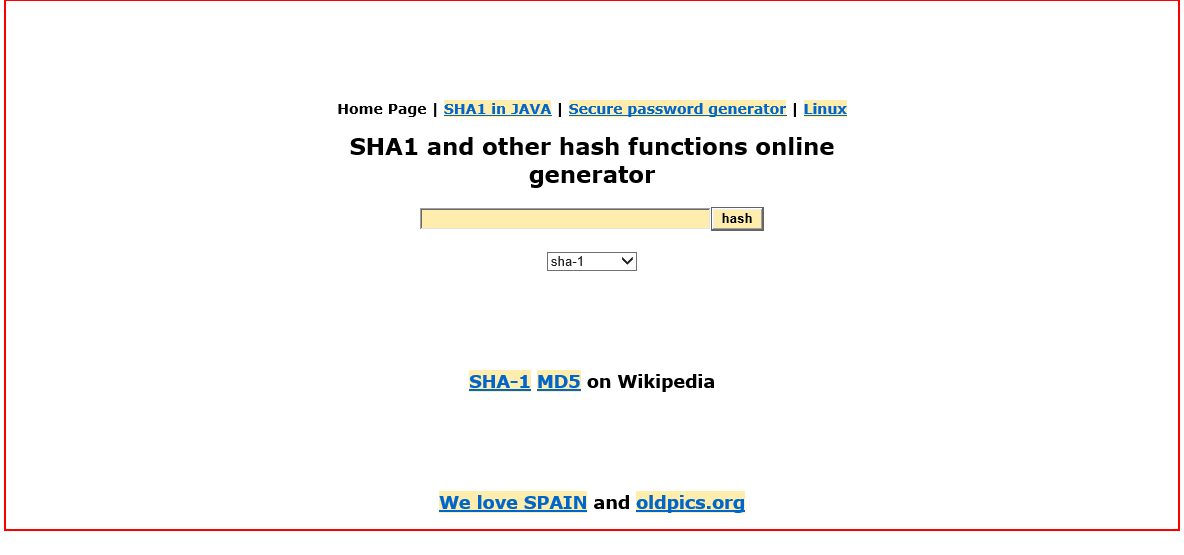 Home Page | SHA1 in JAVA | Secure password generator | Linux
SHA1 and other hash functions online
generator
hash
sha-1
SHA-1 MD5 on Wikipedia
We love SPAIN and oldpics.org